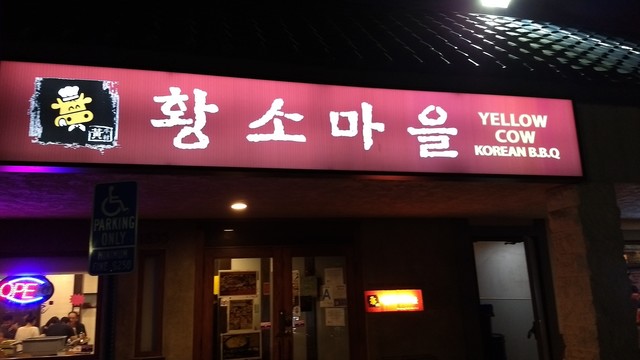 황소마을
YELLOW
COW
KOREAN B.B.Q
PARKING
ONLY
OPE
A